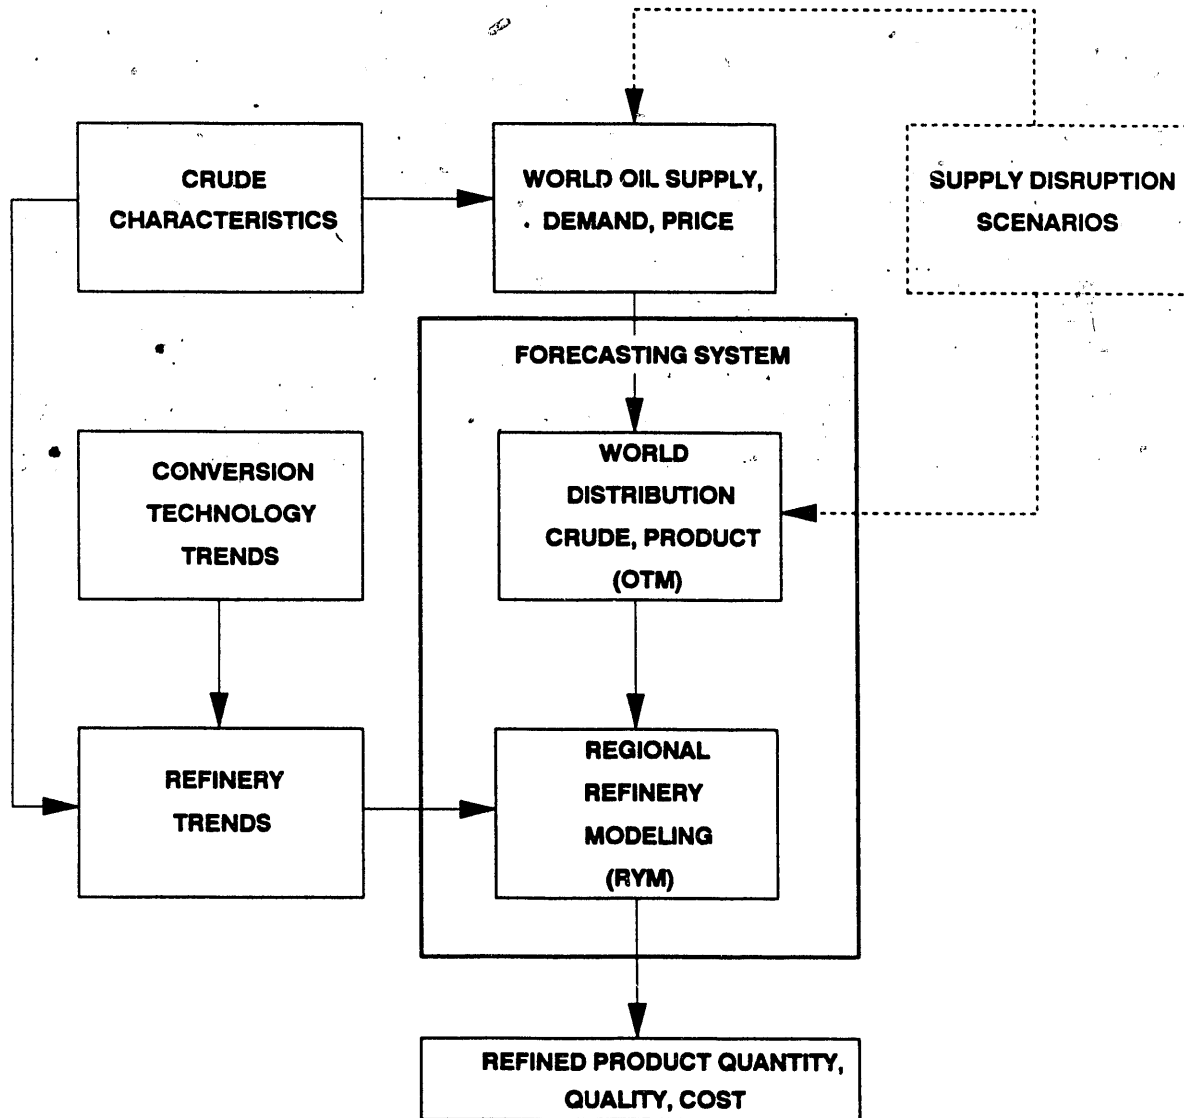 CRUDE
CHARACTERISTICS
WORLD OIL SUPPLY,
DEMAND, PRICE
SUPPLY DISRUPTION
SCENARIOS
FORECASTING SYSTEM
CONVERSION
TECHNOLOGY
TRENDS
WORLD
DISTRIBUTION
CRUDE, PRODUCT
(OTM)
REFINERY
TRENDS
REGIONAL
REFINERY
MODELING
(RYM)
REFINED PRODUCT QUANTITY,
QUALITY, COST